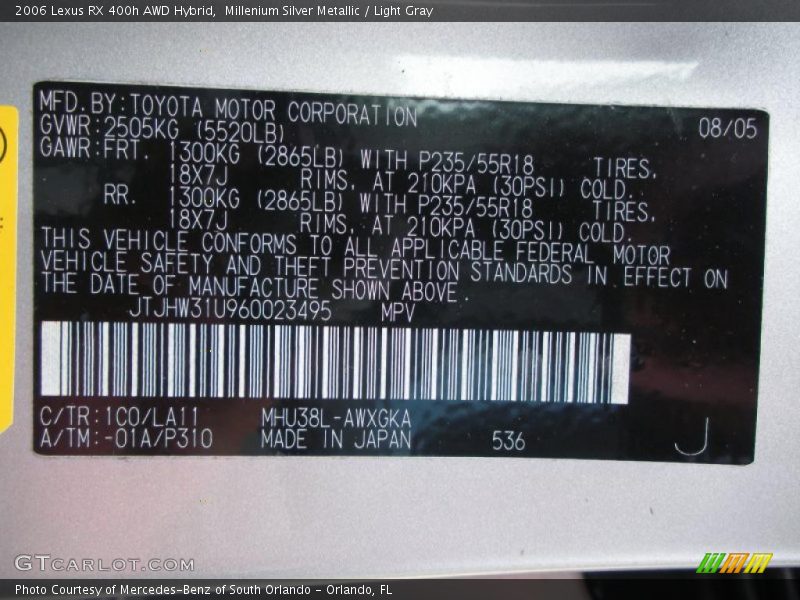 2006 Lexus RX 400h AWD Hybrid,  Millenium Silver Metallic / Light Gray
MFD. BY: TOYOTA MOTOR CORPORATION 08/05
GVWR: 2505KG (5520LB)
GAWR: FRT. 1300KG (2865LB) WITH P235/55R18 TIRES,
18X7J RIMS, AT 210KPA (30PSI) COLD.
RR. 1300KG (2865LB) WITH P235/55R18 TIRES,
18X7J RIMS, AT 210KPA (30PSI) COLD.
THIS VEHICLE CONFORMS TO ALL APPLICABLE FEDERAL MOTOR
VEHICLE SAFETY AND THEFT PREVENTION STANDARDS IN EFFECT ON
THE DATE OF MANUFACTURE SHOWN ABOVE.
JTJHW31U960023495 MPV
C/TR: 1C0/LA11 MHU38L-AWXGKA
A/TM: -01A/P310 MADE IN JAPAN 536 J
GTCARLOT.COM
Photo Courtesy of Mercedes-Benz of South Orlando - Orlando, FL